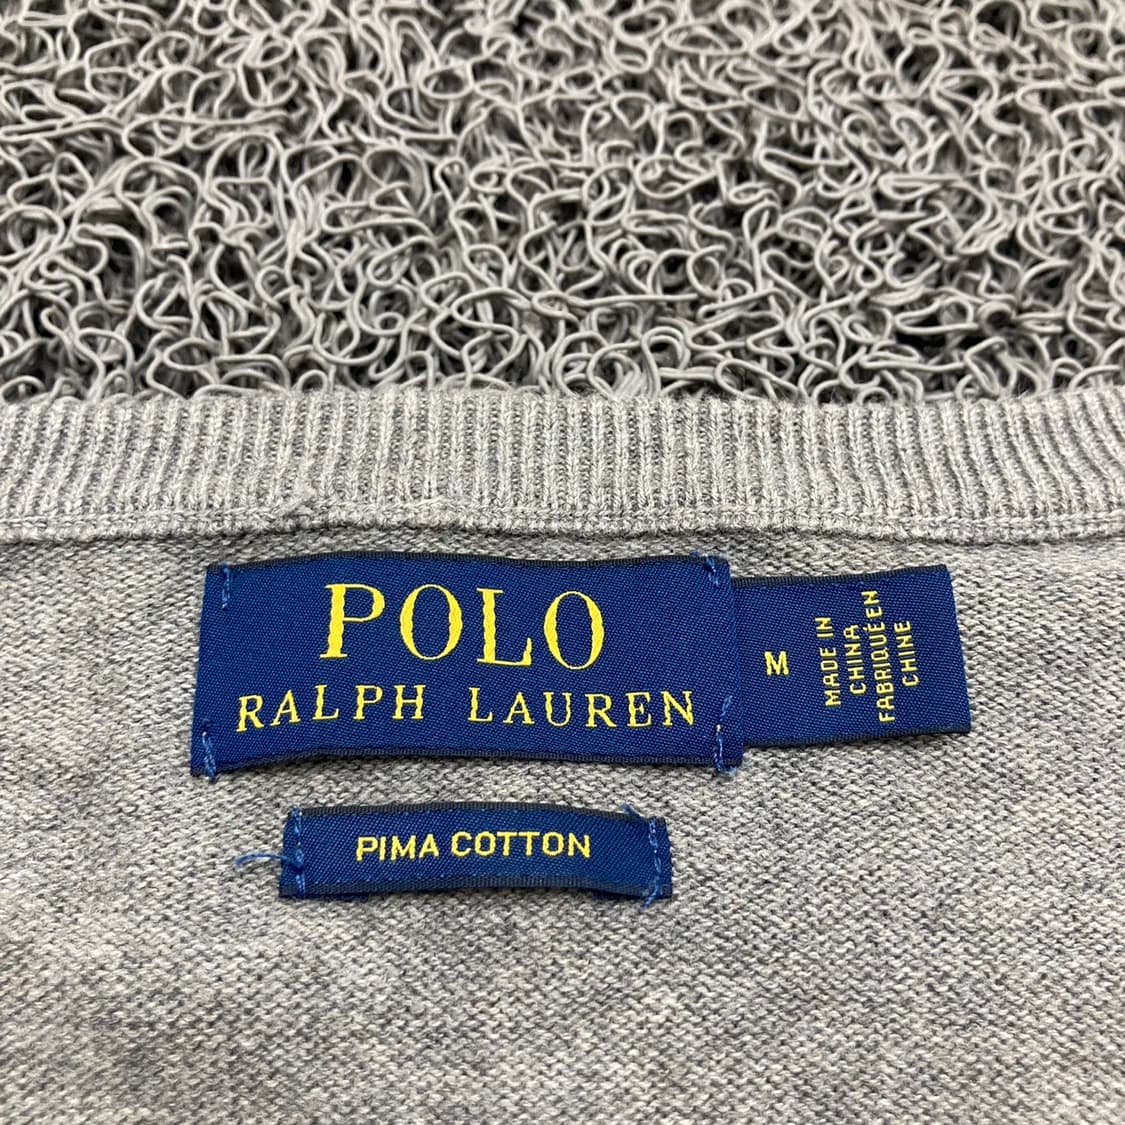 POLO
RALPH LAUREN
M
MADE IN
CHINA
FABRIQUÉ EN
CHINE
PIMA COTTON